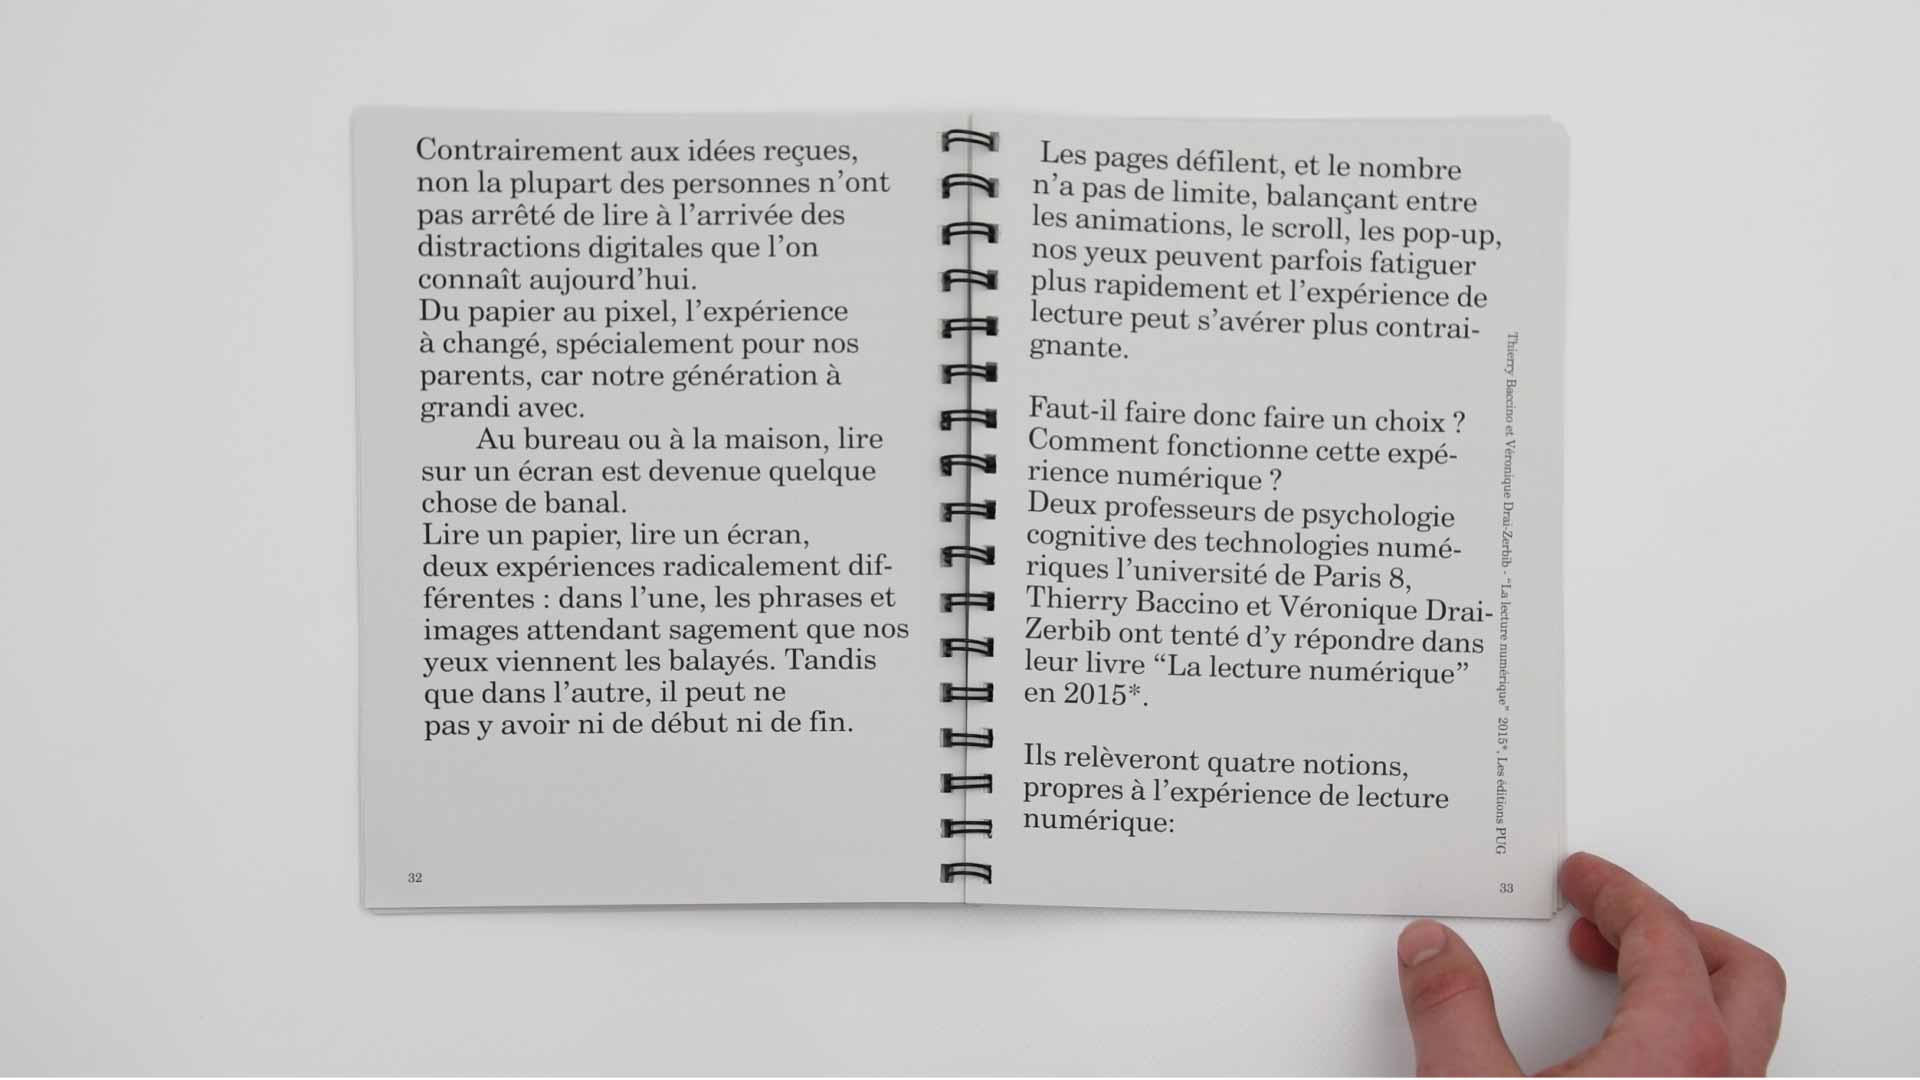 Contrairement aux idées reçues,
non la plupart des personnes n’ont
pas arrêté de lire à l’arrivée des
distractions digitales que l’on
connaît aujourd’hui.
Du papier au pixel, l’expérience
à changé, spécialement pour nos
parents, car notre génération à
grandi avec.
Au bureau ou à la maison, lire
sur un écran est devenue quelque
chose de banal.
Lire un papier, lire un écran,
deux expériences radicalement dif-
férentes : dans l’une, les phrases et
images attendant sagement que nos
yeux viennent les balayés. Tandis
que dans l’autre, il peut ne
pas y avoir ni de début ni de fin.
32
Les pages défilent, et le nombre
n’a pas de limite, balançant entre
les animations, le scroll, les pop-up,
nos yeux peuvent parfois fatiguer
plus rapidement et l’expérience de
lecture peut s’avérer plus contrai-
gnante.
Faut-il faire donc faire un choix ?
Comment fonctionne cette expé-
rience numérique ?
Deux professeurs de psychologie
cognitive des technologies numé-
riques l’université de Paris 8,
Thierry Baccino et Véronique Drai-
Zerbib ont tenté d’y répondre dans
leur livre “La lecture numérique”
en 2015*.
Ils relèveront quatre notions,
propres à l’expérience de lecture
numérique:
Thierry Baccino et Véronique Drai-Zerbib - “La lecture numérique” 2015*, Les éditions PUG
33